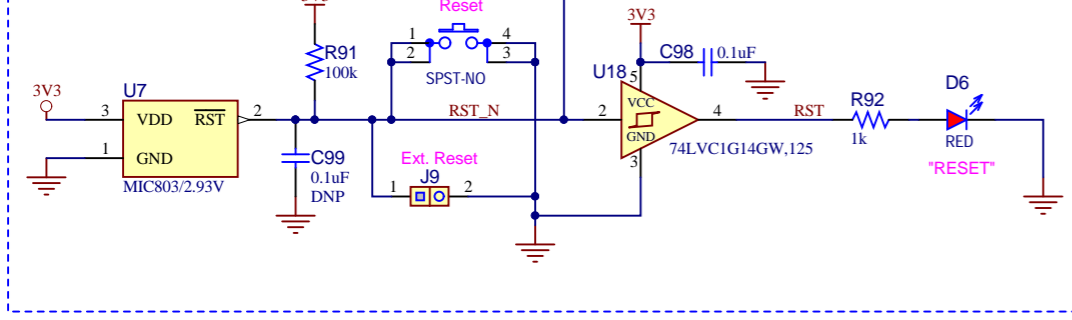 Reset
3V3
1
4
2
3
SPST-NO
R91
100k
C98
0.1uF
U18
5
VCC
GND
2
4
3
74LVC1G14GW,125
RST
R92
1k
D6
RED
"RESET"
3V3
U7
3
VDD
RST
2
1
GND
MIC803/2.93V
RST_N
C99
0.1uF
DNP
Ext. Reset
J9
1
2